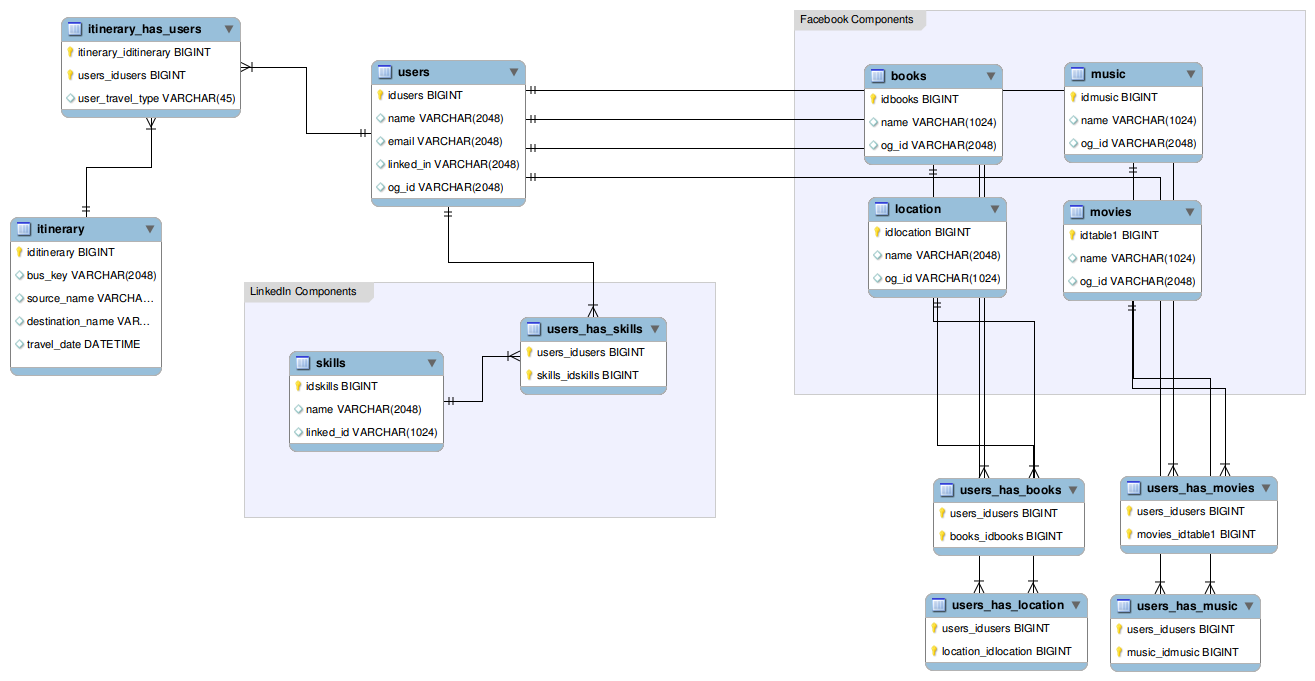 itinerary_has_users
itinerary_iditinerary BIGINT
users_idusers BIGINT
user_travel_type VARCHAR(45)
users
idusers BIGINT
name VARCHAR(2048)
email VARCHAR(2048)
linked_in VARCHAR(2048)
og_id VARCHAR(2048)
Facebook Components
books
idbooks BIGINT
name VARCHAR(1024)
og_id VARCHAR(2048)
music
idmusic BIGINT
name VARCHAR(1024)
og_id VARCHAR(2048)
location
idlocation BIGINT
name VARCHAR(2048)
og_id VARCHAR(1024)
movies
idtable1 BIGINT
name VARCHAR(1024)
og_id VARCHAR(2048)
itinerary
iditinerary BIGINT
bus_key VARCHAR(2048)
source_name VARCHA...
destination_name VAR...
travel_date DATETIME
LinkedIn Components
users_has_skills
users_idusers BIGINT
skills_idskills BIGINT
skills
idskills BIGINT
name VARCHAR(2048)
linked_id VARCHAR(1024)
users_has_books
users_idusers BIGINT
books_idbooks BIGINT
users_has_movies
users_idusers BIGINT
movies_idtable1 BIGINT
users_has_location
users_idusers BIGINT
location_idlocation BIGINT
users_has_music
users_idusers BIGINT
music_idmusic BIGINT